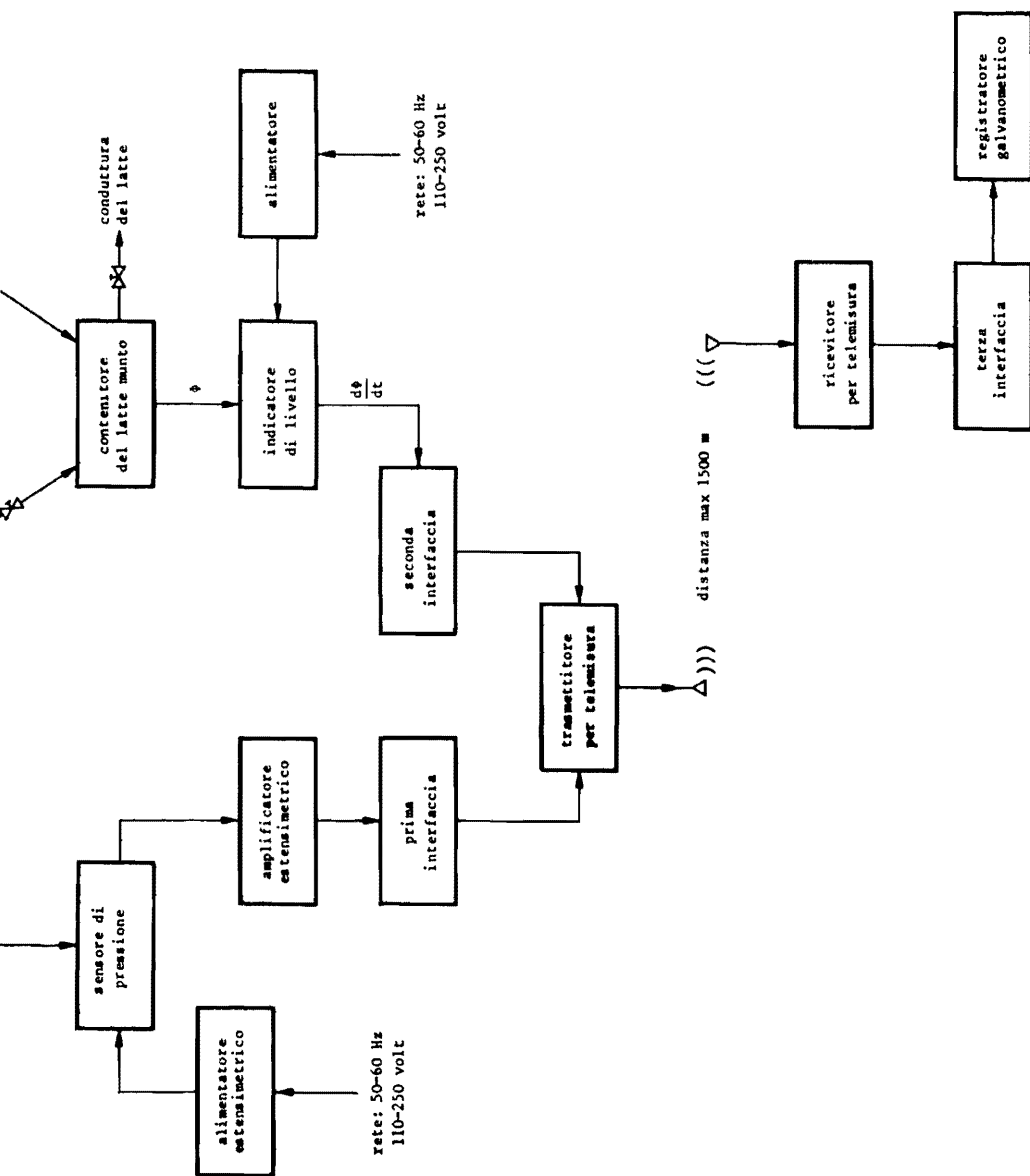 conduttura
del latte
contenitore
del latte munto
Φ
indicatore
di livello
alimentatore
rete: 50-60 Hz
110-250 volt
dΦ
dt
seconda
interfaccia
sensore di
pressione
alimentatore
estensimetrico
rete: 50-60 Hz
110-250 volt
amplificatore
estensimetrico
prima
interfaccia
trasmettitore
per telemisura
distanza max 1500 m
ricevitore
per telemisura
terza
interfaccia
registratore
galvanometrico